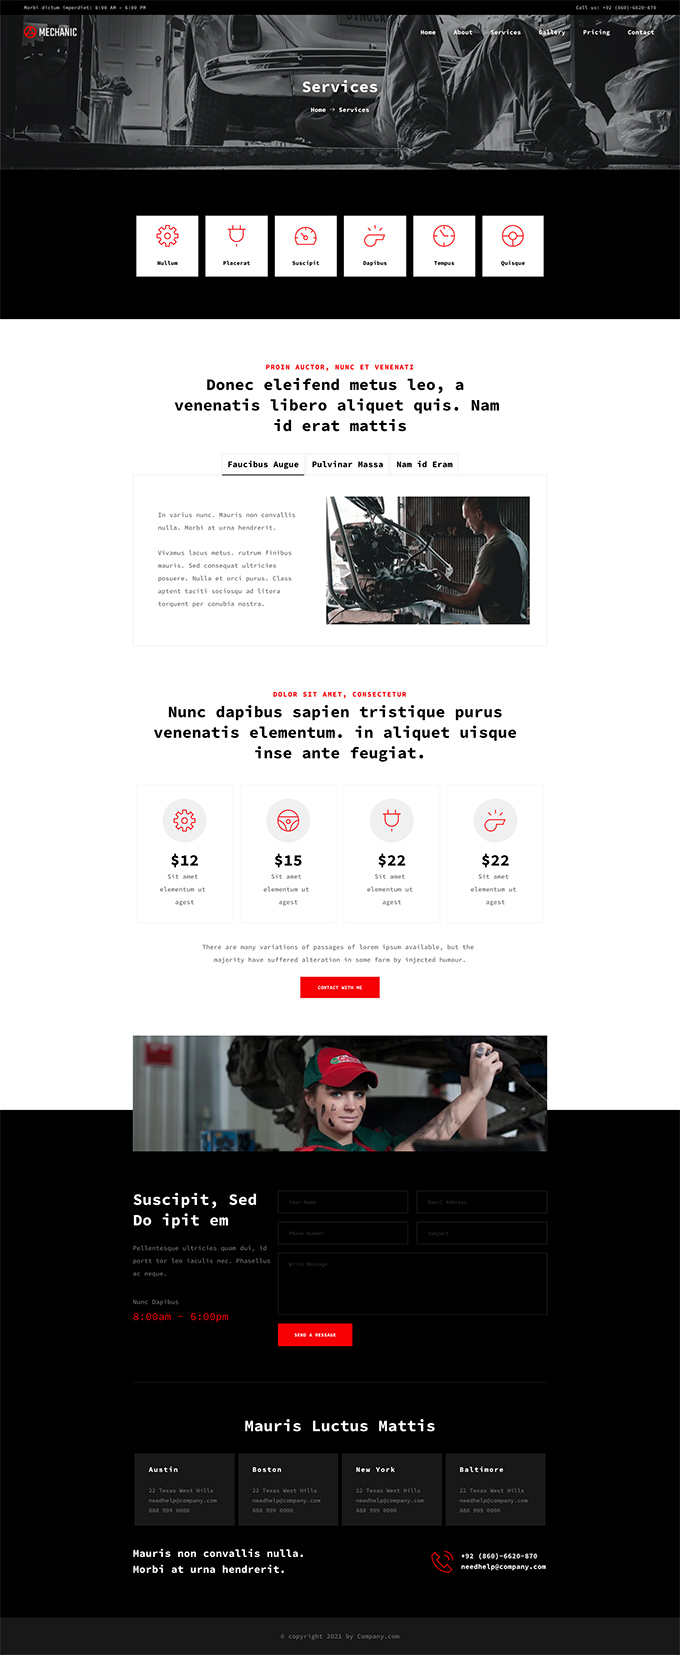 Morbi dictum imperdiet: 8:00 AM – 6:00 PM
Call us: +92 (860)-6620-870
MECHANIC
Home About Services Gallery Pricing Contact
Services
Home → Services
Nullum
Placerat
Suscipit
Dapibus
Tempus
Quisque
PROIN AUCTOR, NUNC ET VENENATI
Donec eleifend metus leo, a
venenatis libero aliquet quis. Nam
id erat mattis
Faucibus Augue
Pulvinar Massa
Nam id Eram
In varius nunc. Mauris non convallis
nulla. Morbi at urna hendrerit.
Vivamus lacus metus. rutrum finibus
mauris. Sed consequat ultricies
posuere. Nulla et orci purus. Class
aptent taciti sociosqu ad litora
torquent per conubia nostra.
DOLOR SIT AMET, CONSECTETUR
Nunc dapibus sapien tristique purus
venenatis elementum. in aliquet uisque
inse ante feugiat.
$12
Sit amet
elementum ut
agest
$15
Sit amet
elementum ut
agest
$22
Sit amet
elementum ut
agest
$22
Sit amet
elementum ut
agest
There are many variations of passages of lorem ipsum available, but the
majority have suffered alteration in some form by injected humour.
CONTACT WITH ME
Suscipit, Sed
Do ipit em
Pellentesque ultricies quam dui, id
portt tor leo iaculis nec. Phasellus
ac neque.
Nunc Dapibus
8:00am – 6:00pm
Your Name
Email Address
Phone Number
Subject
Write Message
SEND A MESSAGE
Mauris Luctus Mattis
Austin
22 Texas West Hills
needhelp@company.com
888 999 0000
Boston
22 Texas West Hills
needhelp@company.com
888 999 0000
New York
22 Texas West Hills
needhelp@company.com
888 999 0000
Baltimore
22 Texas West Hills
needhelp@company.com
888 999 0000
Mauris non convallis nulla.
Morbi at urna hendrerit.
+92 (860)-6620-870
needhelp@company.com
© copyright 2021 by Company.com